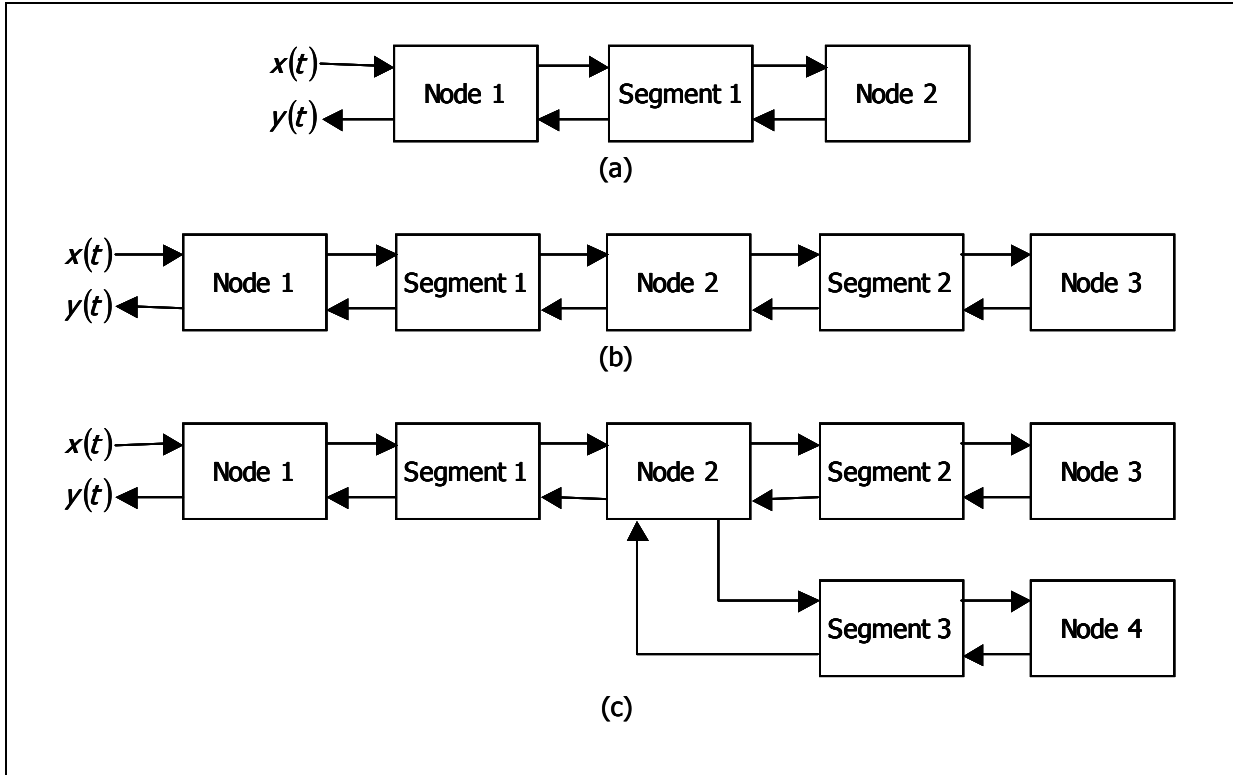 x(t)
Node 1
Segment 1
Node 2
y(t)
(a)
x(t)
Node 1
Segment 1
Node 2
Segment 2
Node 3
y(t)
(b)
x(t)
Node 1
Segment 1
Node 2
Segment 2
Node 3
y(t)
Segment 3
Node 4
(c)